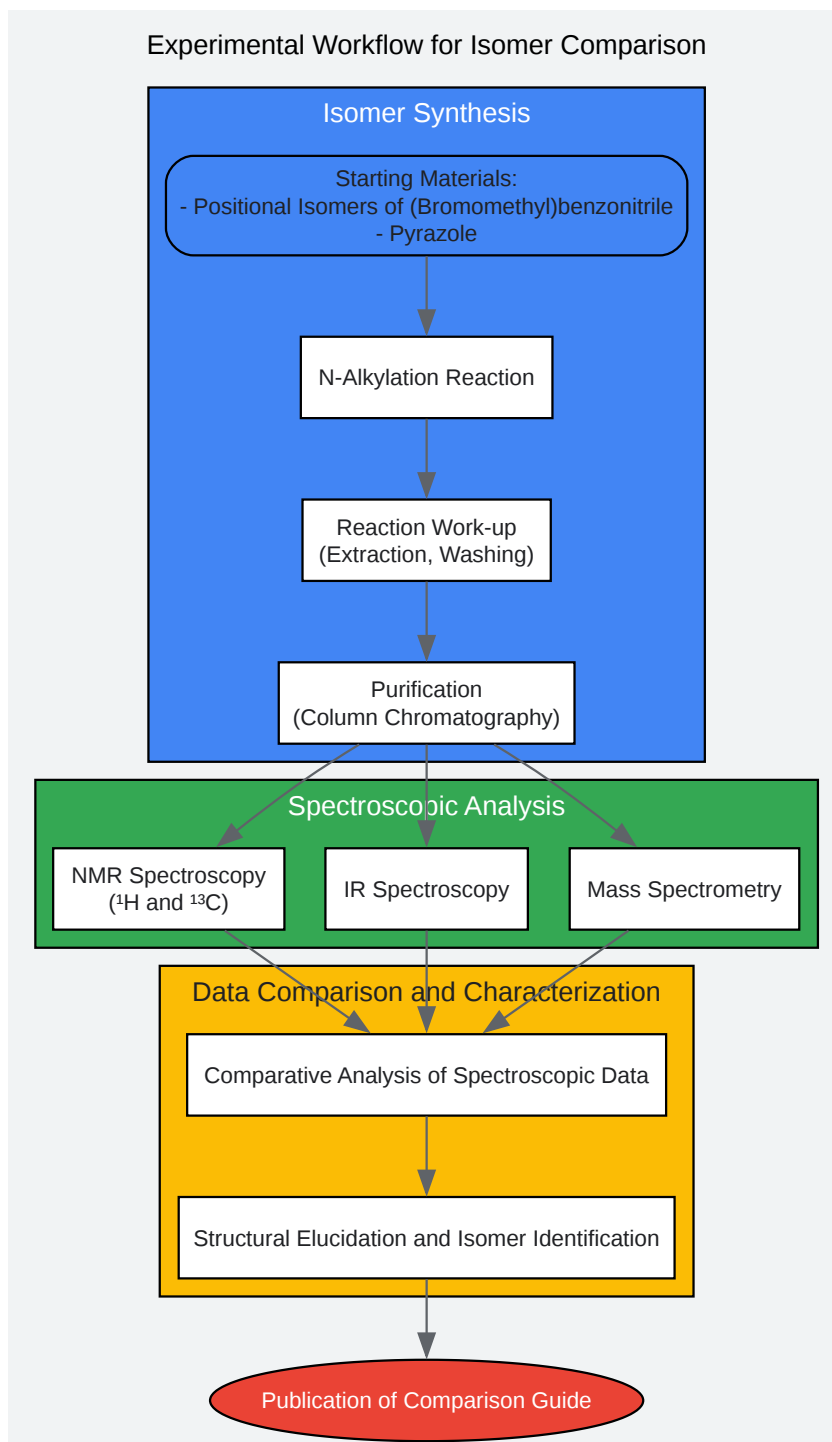 Experimental Workflow for Isomer Comparison
Isomer Synthesis
Starting Materials:
- Positional Isomers of (Bromomethyl)benzonitrile
- Pyrazole
N-Alkylation Reaction
Reaction Work-up
(Extraction, Washing)
Purification
(Column Chromatography)
Spectroscopic Analysis
NMR Spectroscopy
(¹H and ¹³C)
IR Spectroscopy
Mass Spectrometry
Data Comparison and Characterization
Comparative Analysis of Spectroscopic Data
Structural Elucidation and Isomer Identification
Publication of Comparison Guide